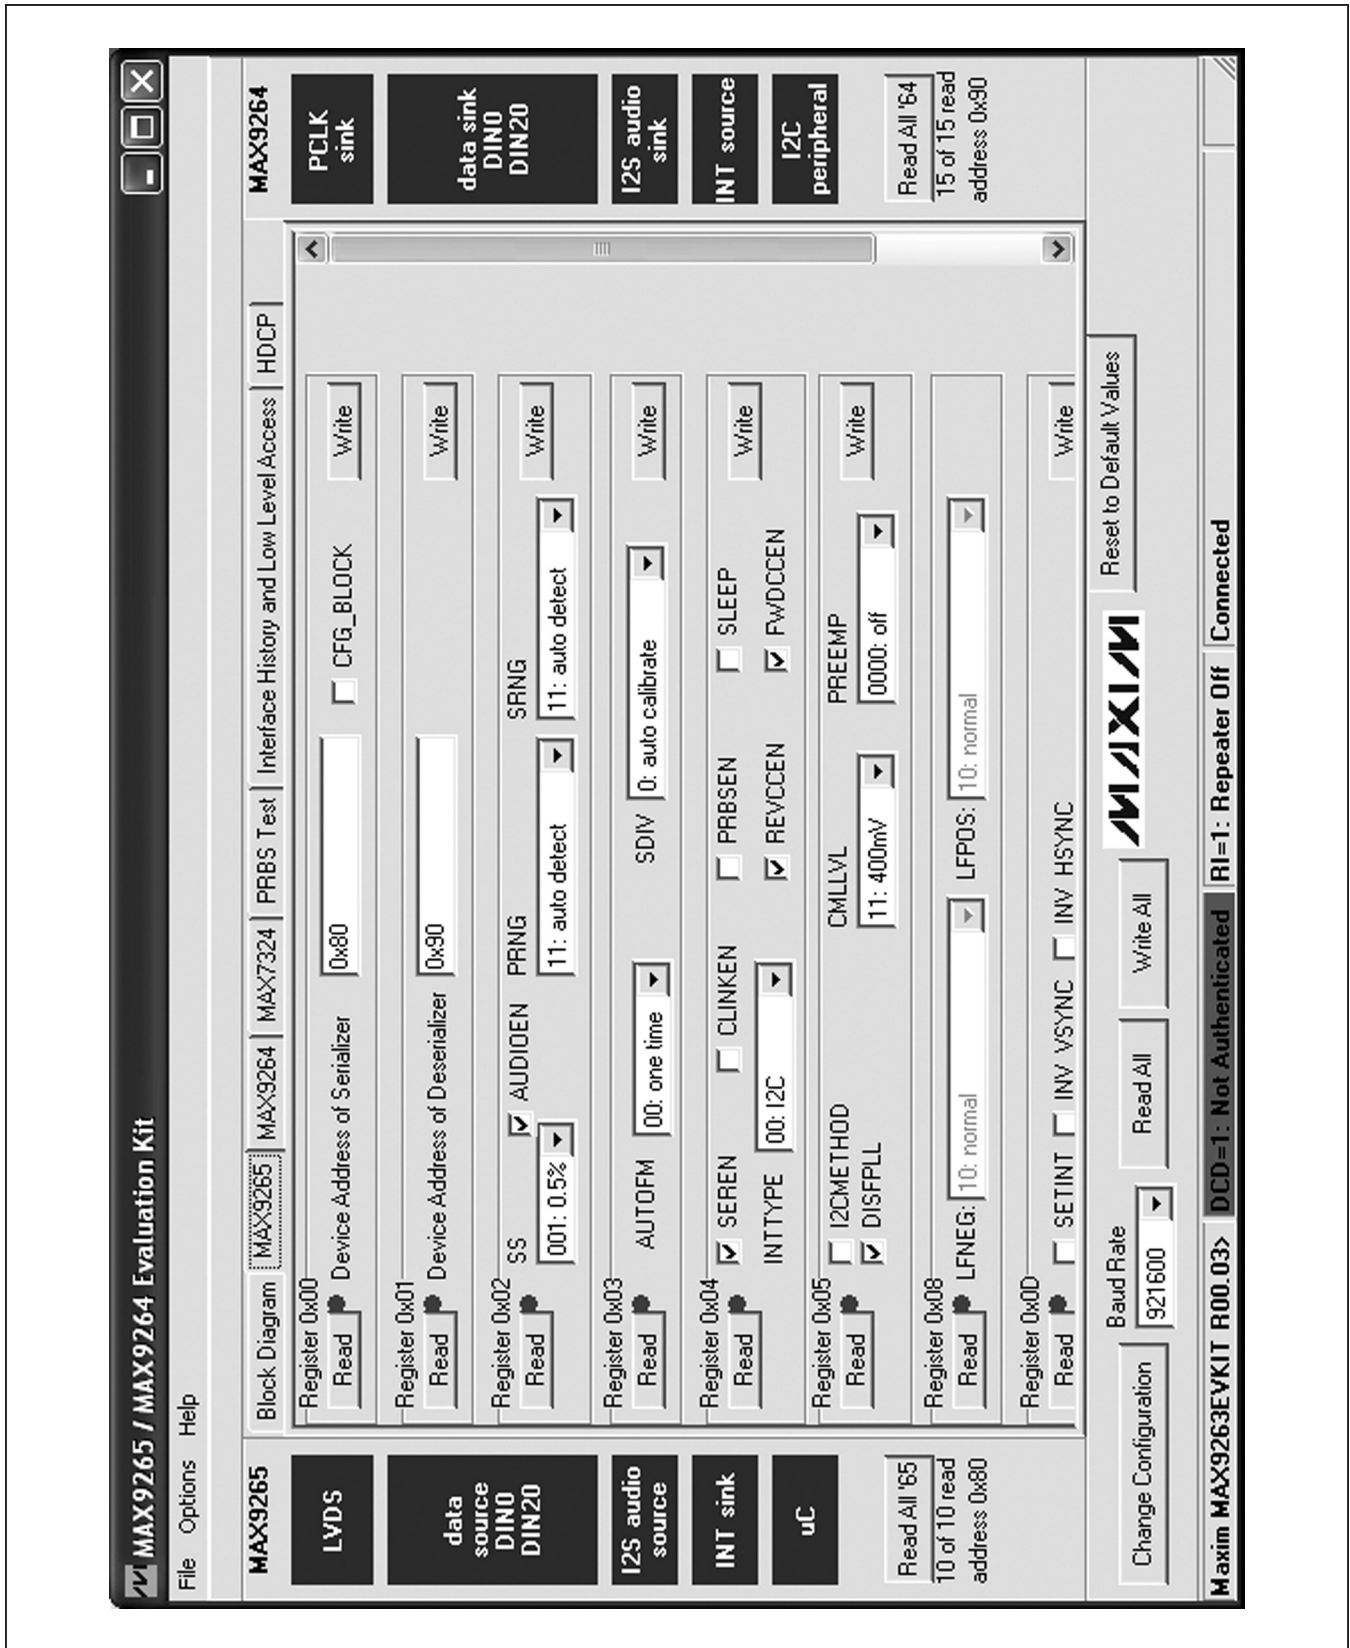 MAX9265 / MAX9264 Evaluation Kit
File Options Help
MAX9265
LVDS
data
source
DIN0
DIN20
I2S audio
source
INT sink
uC
Read All '65
10 of 10 read
address 0x80
Block Diagram MAX9265 MAX9264 MAX7324 PRBS Test Interface History and Low Level Access HDCP
Register 0x00
Read Device Address of Serializer 0x80 CFG_BLOCK Write
Register 0x01
Read Device Address of Deserializer 0x90 Write
Register 0x02
SS AUDIOEN PRNG SRNG
Read 001: 0.5% 11: auto detect 11: auto detect Write
Register 0x03
Read AUTOFM 00: one time SDIV 0: auto calibrate Write
Register 0x04
SEREN CLINKEN PRBSEN SLEEP
Read Write
INTTYPE 00: I2C REVCCEN FWDCCEN
Register 0x05
I2CMETHOD CMLLVL PREEMP
Read DISFPLL 11: 400mV 0000: off Write
Register 0x08
Read LFNEG: 10: normal LFPOS: 10: normal
Register 0x0D
Read SETINT INV VSYNC INV HSYNC Write
MAX9264
PCLK
sink
data sink
DIN0
DIN20
I2S audio
sink
INT source
I2C
peripheral
Read All '64
15 of 15 read
address 0x90
Change Configuration
Baud Rate
921600
Read All
Write All
MAXIM
Reset to Default Values
Maxim MAX9263EVKIT R00.03> DCD=1: Not Authenticated RI=1: Repeater Off Connected